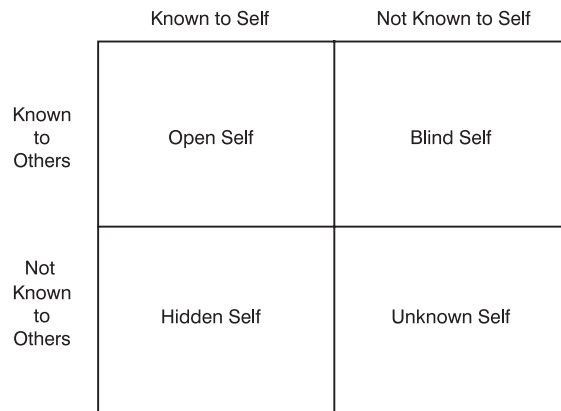 Known to Self Not Known to Self
Known
to
Others
Open Self Blind Self
Not
Known
to
Others
Hidden Self Unknown Self